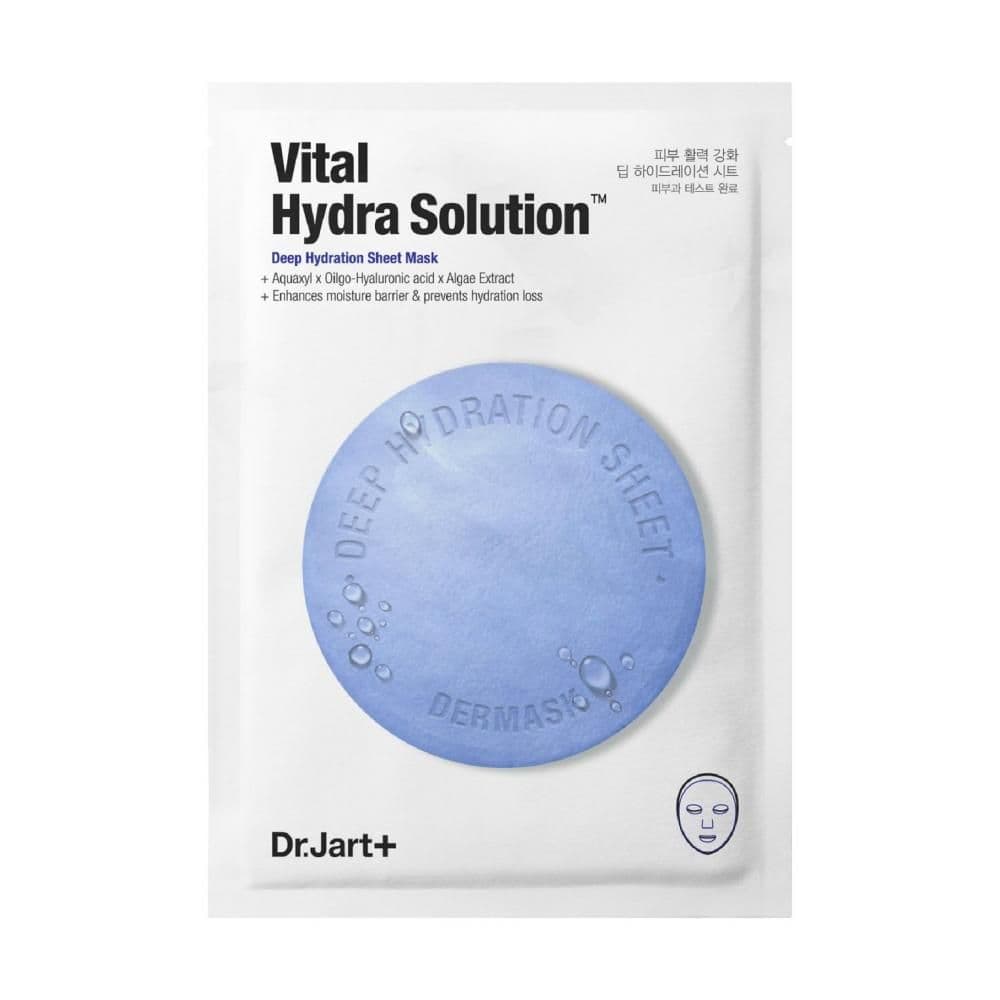 Vital
Hydra Solution™
Deep Hydration Sheet Mask
+ Aquaxyl x Oilgo-Hyaluronic acid x Algae Extract
+ Enhances moisture barrier & prevents hydration loss
피부 활력 강화
딥 하이드레이션 시트
피부과 테스트 완료
· DEEP HYDRATION SHEET ·
DERMASK
Dr.Jart+